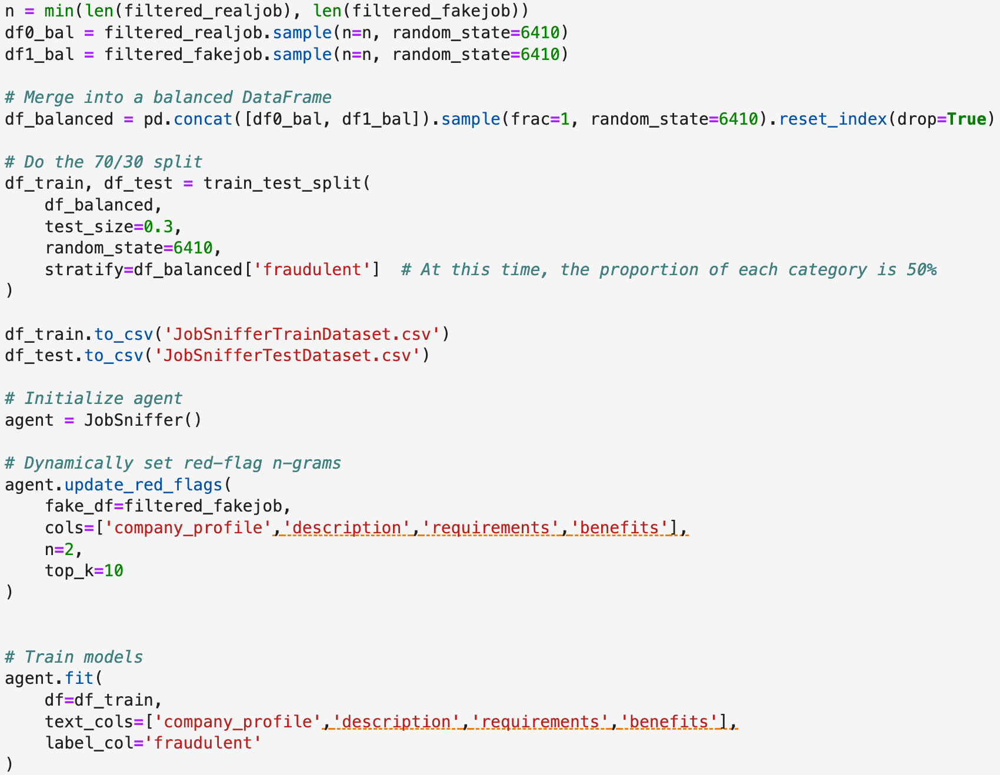 n = min(len(filtered_realjob), len(filtered_fakejob))
df0_bal = filtered_realjob.sample(n=n, random_state=6410)
df1_bal = filtered_fakejob.sample(n=n, random_state=6410)
# Merge into a balanced DataFrame
df_balanced = pd.concat([df0_bal, df1_bal]).sample(frac=1, random_state=6410).reset_index(drop=True)
# Do the 70/30 split
df_train, df_test = train_test_split(
    df_balanced,
    test_size=0.3,
    random_state=6410,
    stratify=df_balanced['fraudulent']  # At this time, the proportion of each category is 50%
)
df_train.to_csv('JobSnifferTrainDataset.csv')
df_test.to_csv('JobSnifferTestDataset.csv')
# Initialize agent
agent = JobSniffer()
# Dynamically set red-flag n-grams
agent.update_red_flags(
    fake_df=filtered_fakejob,
    cols=['company_profile','description','requirements','benefits'],
    n=2,
    top_k=10
)
# Train models
agent.fit(
    df=df_train,
    text_cols=['company_profile','description','requirements','benefits'],
    label_col='fraudulent'
)